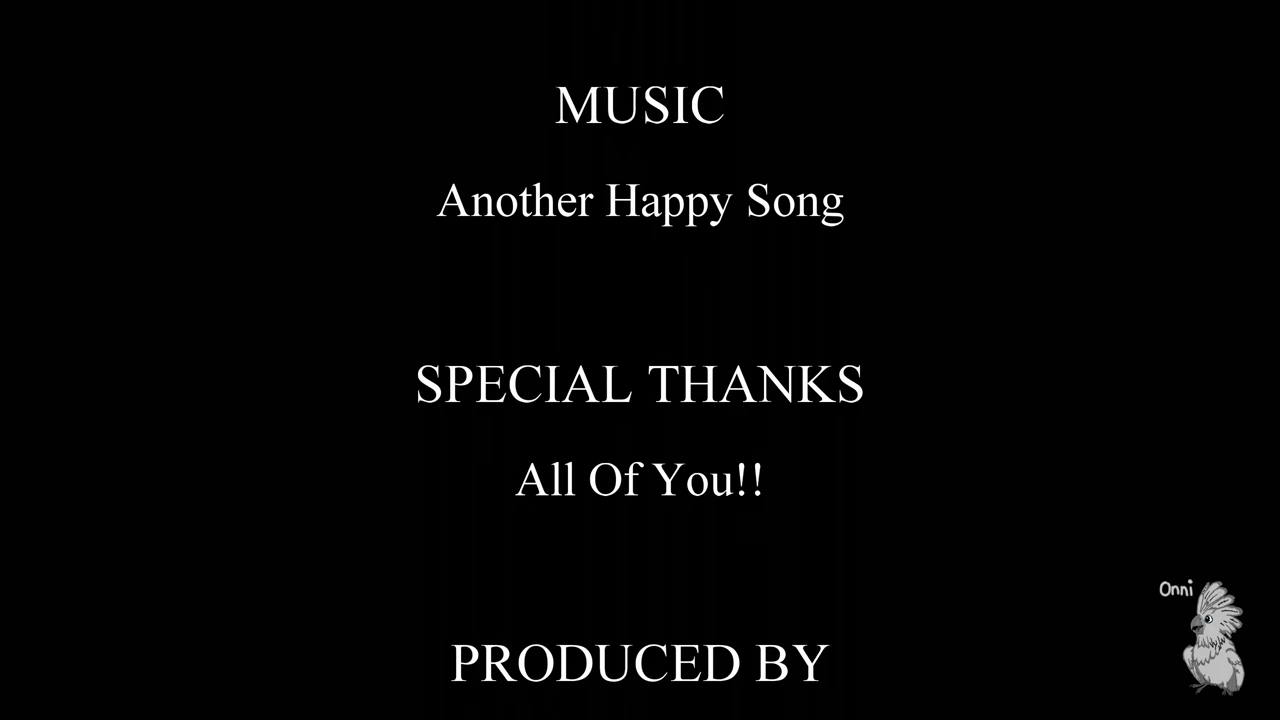 MUSIC
Another Happy Song
SPECIAL THANKS
All Of You!!
Onni
PRODUCED BY